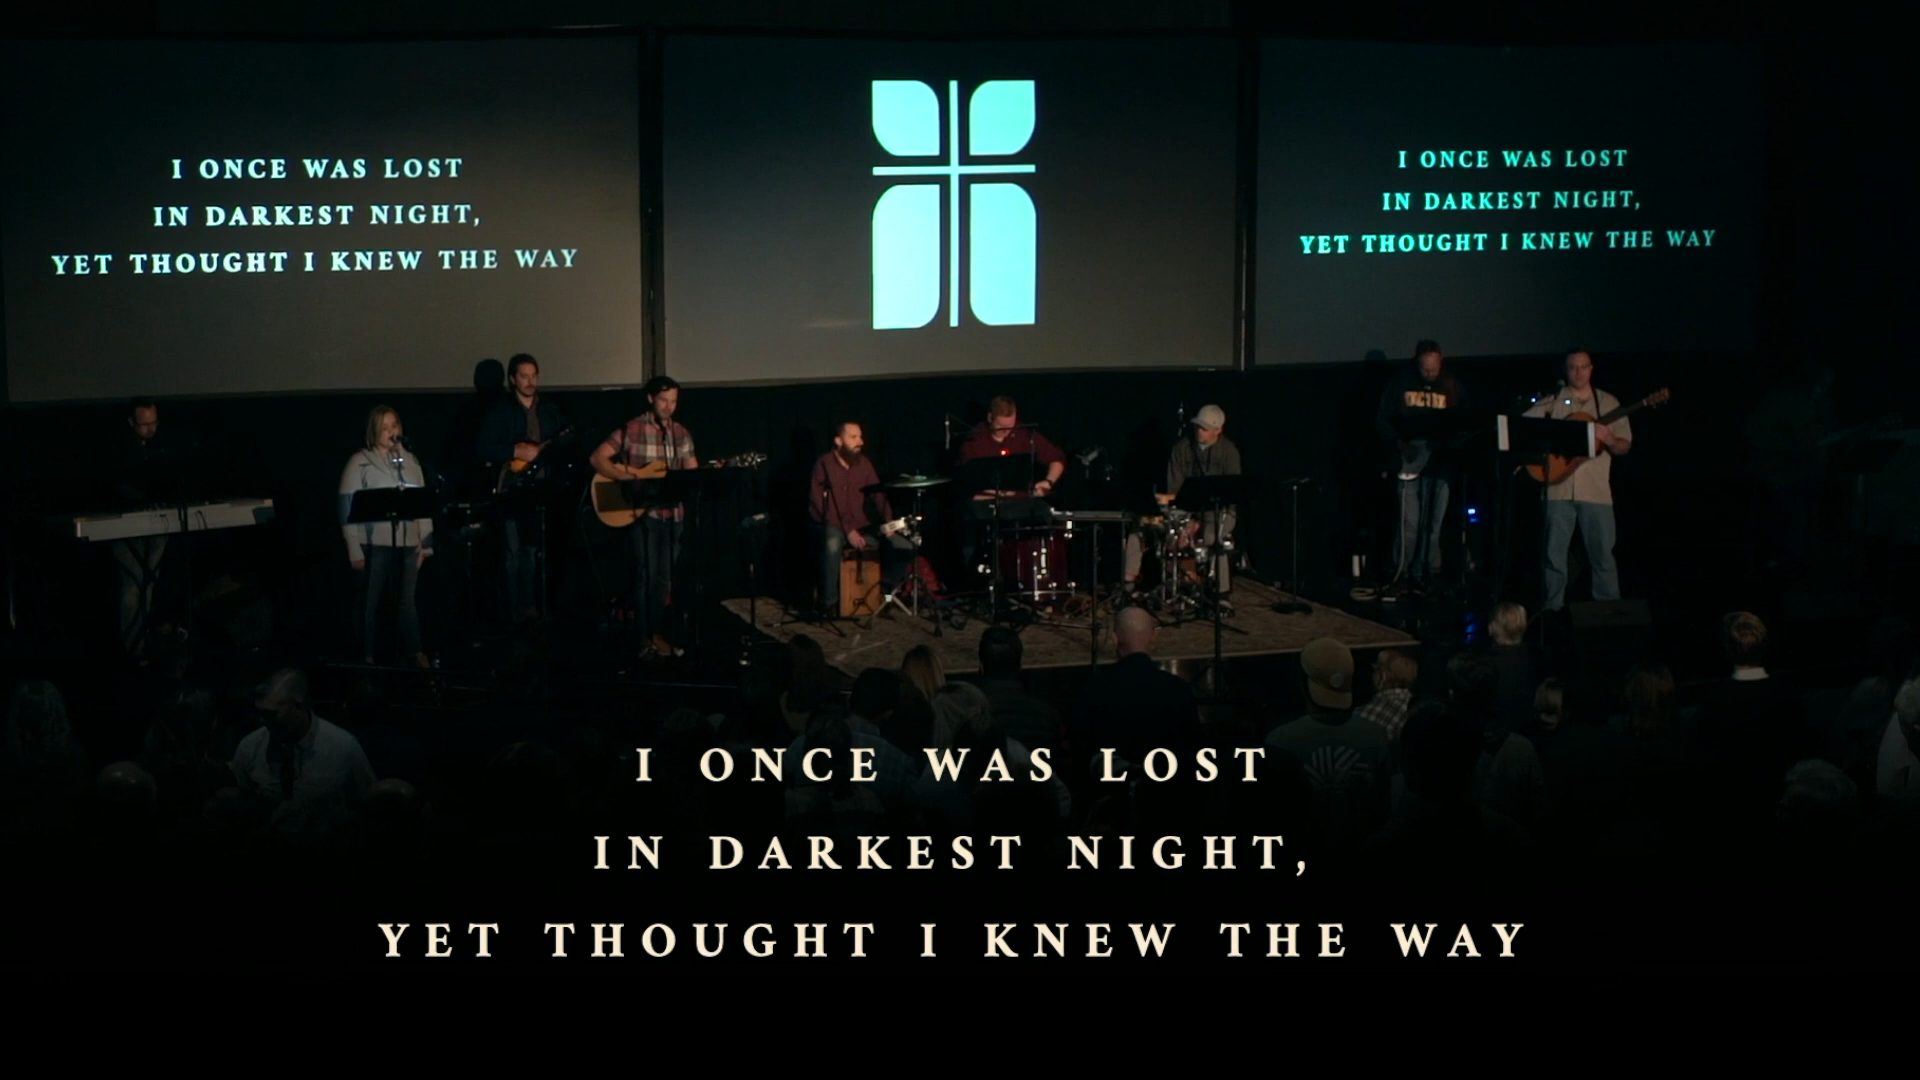 I ONCE WAS LOST
IN DARKEST NIGHT,
YET THOUGHT I KNEW THE WAY
I ONCE WAS LOST
IN DARKEST NIGHT,
YET THOUGHT I KNEW THE WAY
I ONCE WAS LOST
IN DARKEST NIGHT,
YET THOUGHT I KNEW THE WAY